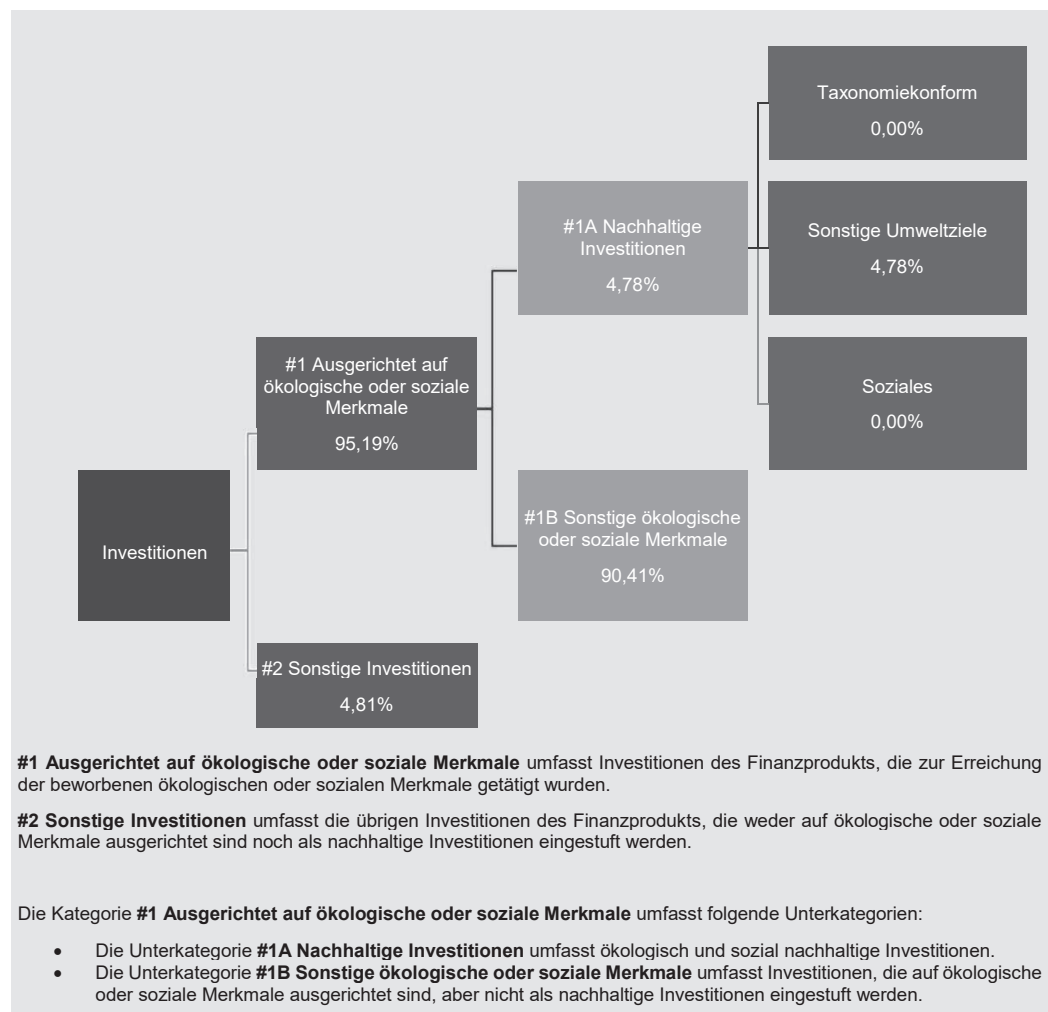 Taxonomiekonform
0,00%
#1A Nachhaltige
Investitionen
4,78%
Sonstige Umweltziele
4,78%
#1 Ausgerichtet auf
ökologische oder soziale
Merkmale
95,19%
Soziales
0,00%
Investitionen
#1B Sonstige ökologische
oder soziale Merkmale
90,41%
#2 Sonstige Investitionen
4,81%
#1 Ausgerichtet auf ökologische oder soziale Merkmale umfasst Investitionen des Finanzprodukts, die zur Erreichung
der beworbenen ökologischen oder sozialen Merkmale getätigt wurden.
#2 Sonstige Investitionen umfasst die übrigen Investitionen des Finanzprodukts, die weder auf ökologische oder soziale
Merkmale ausgerichtet sind noch als nachhaltige Investitionen eingestuft werden.
Die Kategorie #1 Ausgerichtet auf ökologische oder soziale Merkmale umfasst folgende Unterkategorien:
• Die Unterkategorie #1A Nachhaltige Investitionen umfasst ökologisch und sozial nachhaltige Investitionen.
• Die Unterkategorie #1B Sonstige ökologische oder soziale Merkmale umfasst Investitionen, die auf ökologische
oder soziale Merkmale ausgerichtet sind, aber nicht als nachhaltige Investitionen eingestuft werden.